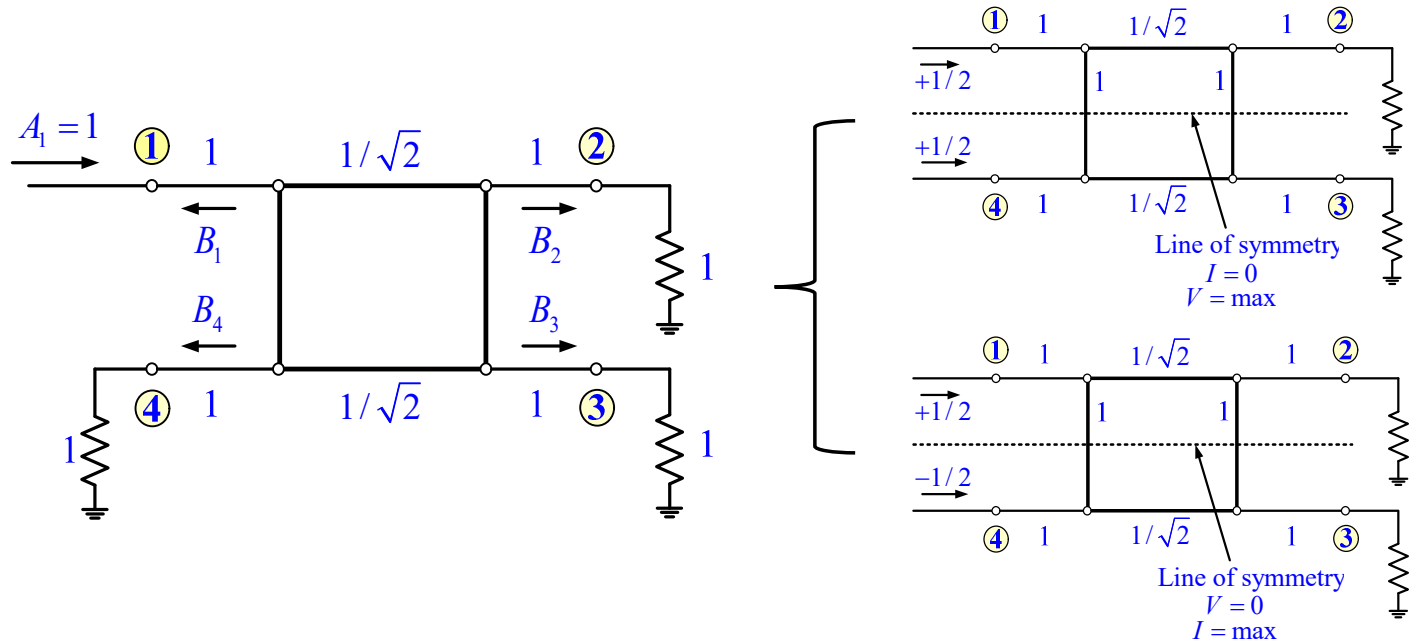 A₁ = 1
① 1 1/√2 1 ②
B₁ B₂
1
B₄ B₃
④ 1 1/√2 1 ③
1 1
① 1 1/√2 1 ②
+1/2 1 1
+1/2
④ 1 1/√2 1 ③
Line of symmetry
I = 0
V = max
① 1 1/√2 1 ②
+1/2 1 1
−1/2
④ 1 1/√2 1 ③
Line of symmetry
V = 0
I = max